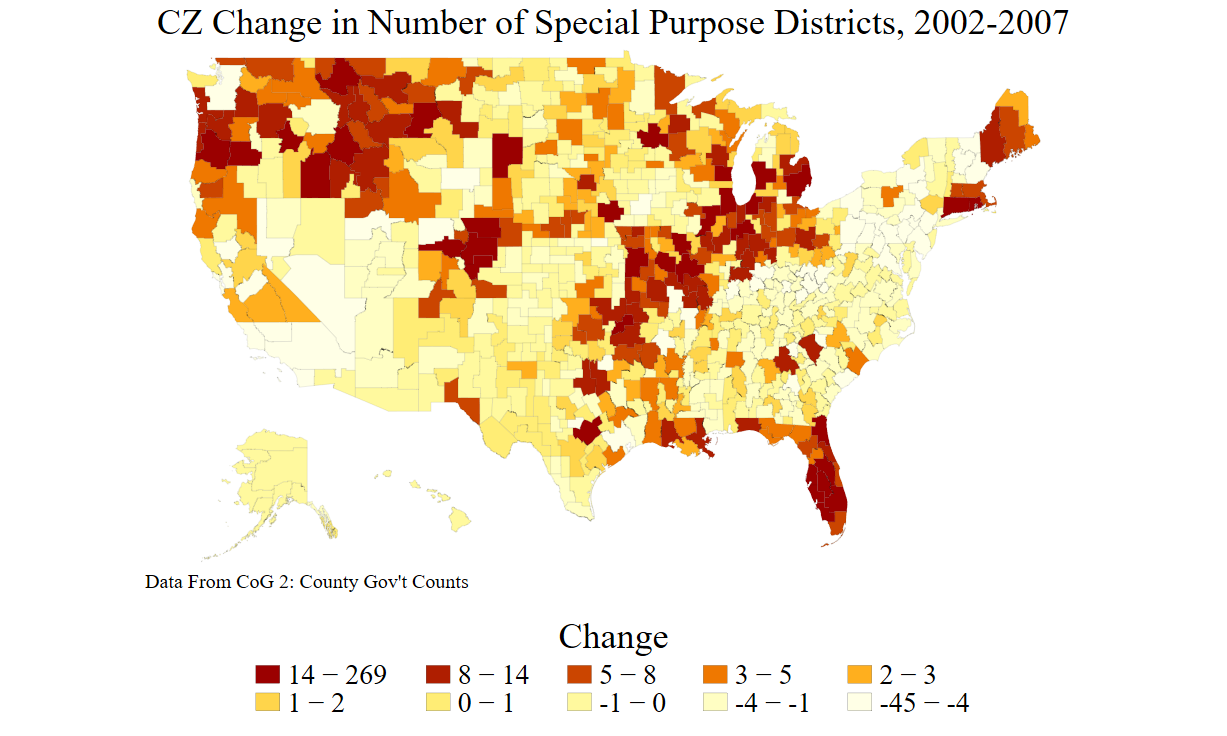 CZ Change in Number of Special Purpose Districts, 2002-2007
Data From CoG 2: County Gov't Counts
Change
14 − 269 8 − 14 5 − 8 3 − 5 2 − 3
1 − 2 0 − 1 -1 − 0 -4 − -1 -45 − -4